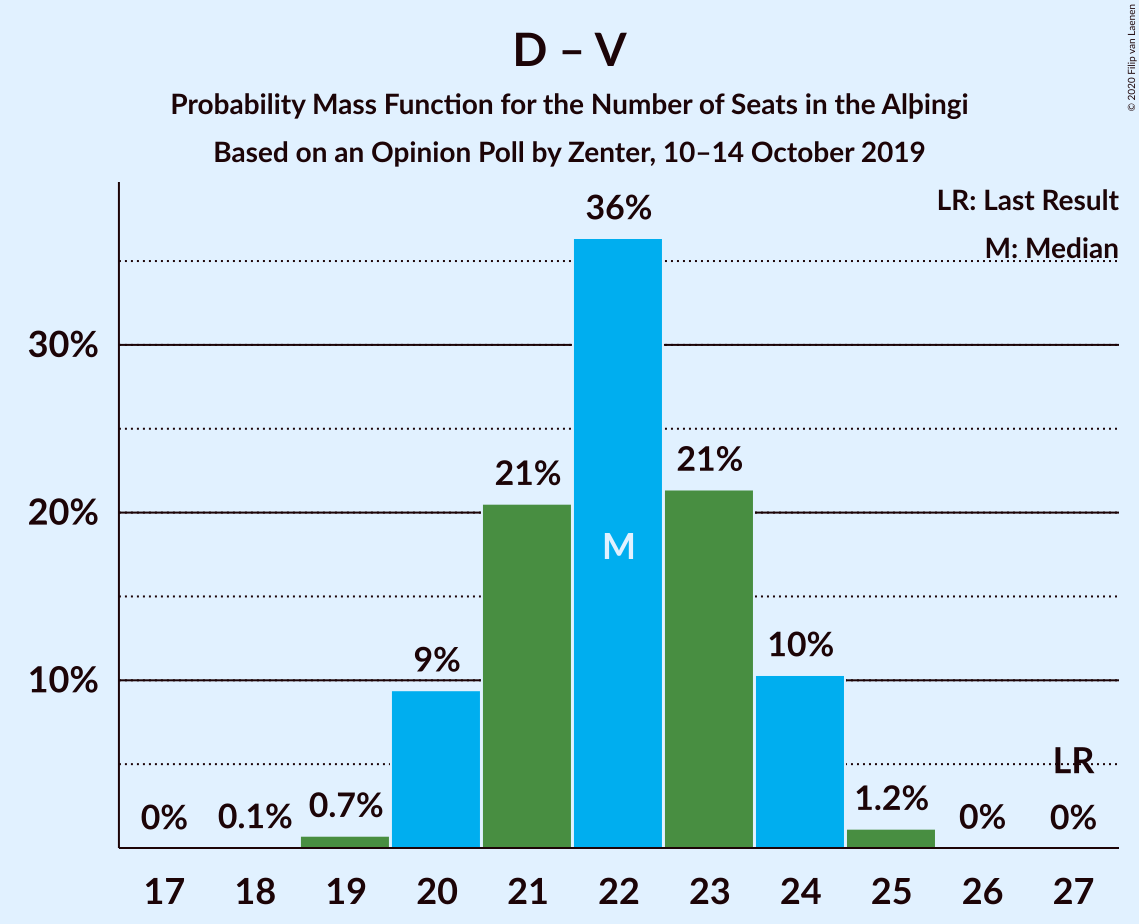 D – V
Probability Mass Function for the Number of Seats in the Alþingi
Based on an Opinion Poll by Zenter, 10–14 October 2019
© 2020 Filip van Laenen
LR: Last Result
M: Median
36%
30%
21%
21%
20%
M
10%
9%
10%
LR
0%
0.1%
0.7%
1.2%
0%
0%
17 18 19 20 21 22 23 24 25 26 27